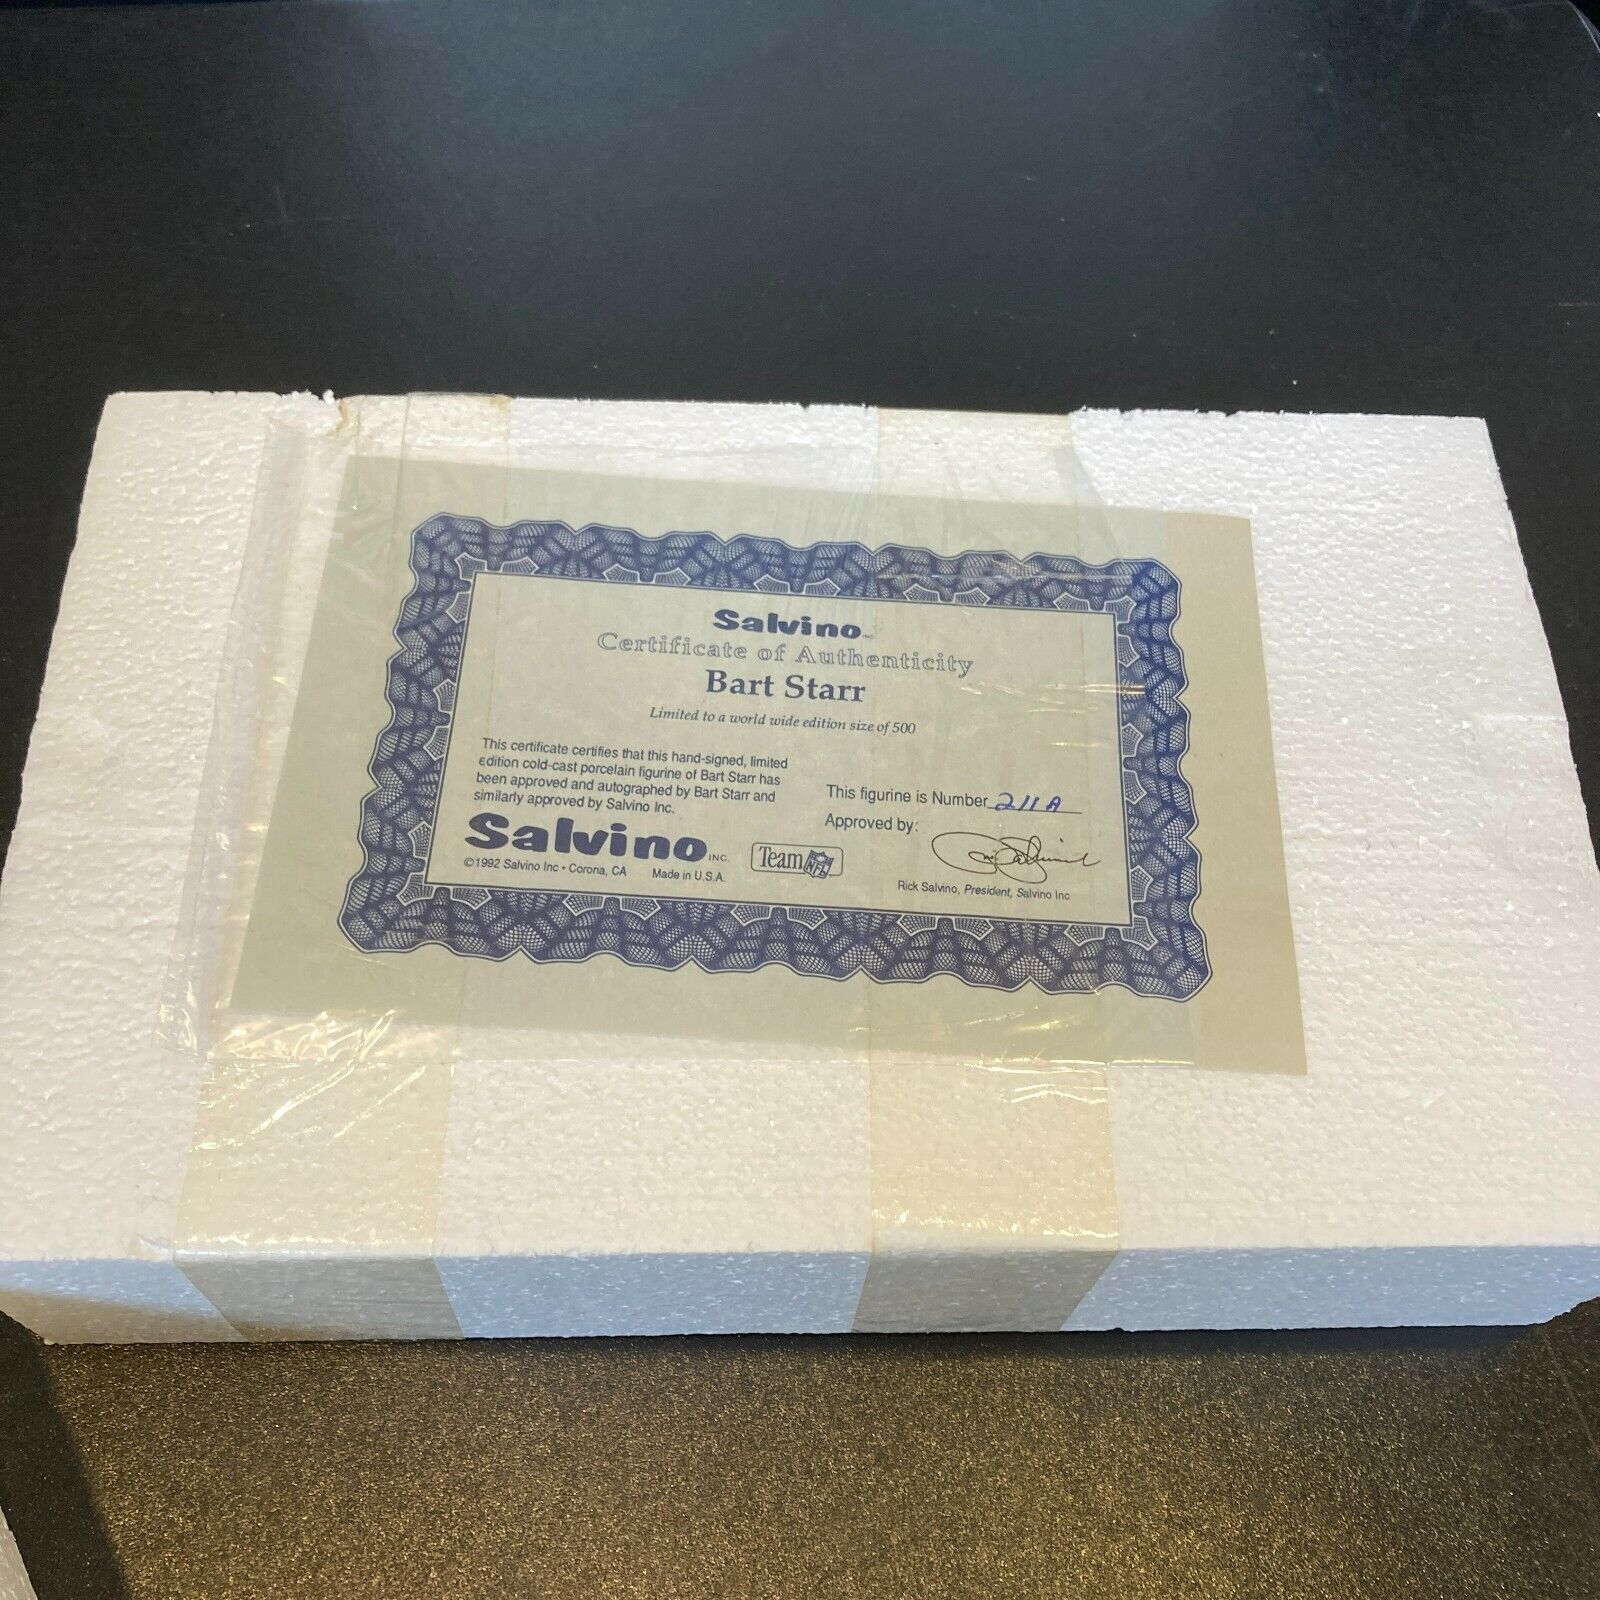 Salvino INC.
Certificate of Authenticity
Bart Starr
Limited to a world wide edition size of 500
This certificate certifies that this hand-signed, limited
edition cold-cast porcelain figurine of Bart Starr has
been approved and autographed by Bart Starr and
similarly approved by Salvino Inc.
Salvino INC.
©1992 Salvino Inc • Corona, CA Made in U.S.A.
Team NFL
This figurine is Number 211A
Approved by:
Rick Salvino, President, Salvino Inc